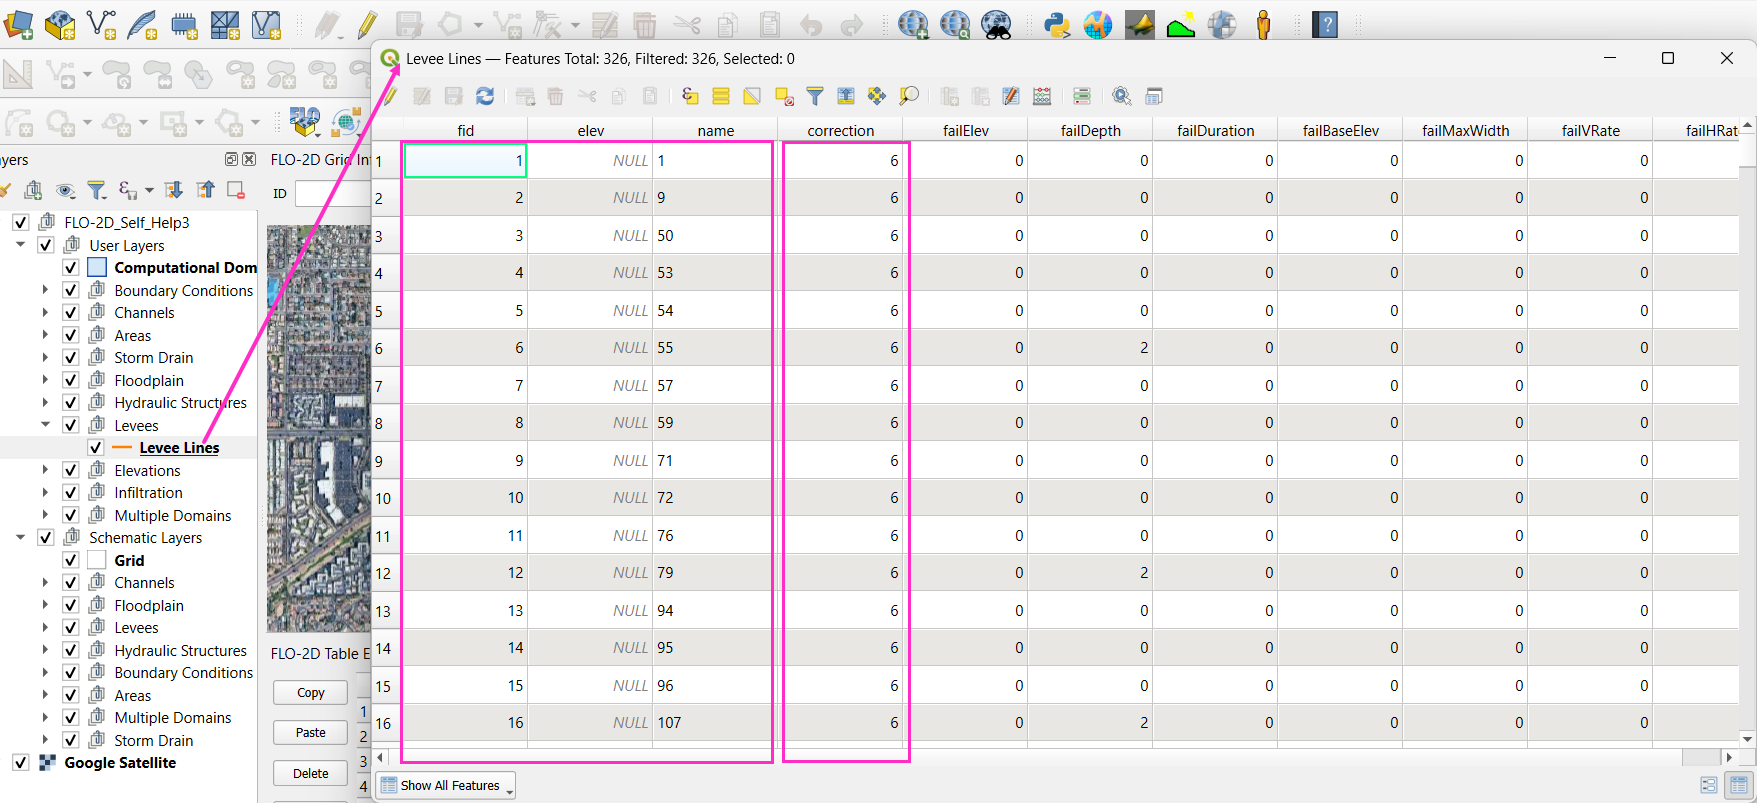 Levee Lines — Features Total: 326, Filtered: 326, Selected: 0
fid elev name correction failElev failDepth failDuration failBaseElev failMaxWidth failVRate failHRat
1 1 NULL 1 6 0 0 0 0 0 0
2 2 NULL 9 6 0 0 0 0 0 0
3 3 NULL 50 6 0 0 0 0 0 0
4 4 NULL 53 6 0 0 0 0 0 0
5 5 NULL 54 6 0 0 0 0 0 0
6 6 NULL 55 6 0 2 0 0 0 0
7 7 NULL 57 6 0 0 0 0 0 0
8 8 NULL 59 6 0 0 0 0 0 0
9 9 NULL 71 6 0 0 0 0 0 0
10 10 NULL 72 6 0 0 0 0 0 0
11 11 NULL 76 6 0 0 0 0 0 0
12 12 NULL 79 6 0 2 0 0 0 0
13 13 NULL 94 6 0 0 0 0 0 0
14 14 NULL 95 6 0 0 0 0 0 0
15 15 NULL 96 6 0 0 0 0 0 0
16 16 NULL 107 6 0 2 0 0 0 0
Show All Features
yers
FLO-2D_Self_Help3
User Layers
Computational Dom
Boundary Conditions
Channels
Areas
Storm Drain
Floodplain
Hydraulic Structures
Levees
Levee Lines
Elevations
Infiltration
Multiple Domains
Schematic Layers
Grid
Channels
Floodplain
Levees
Hydraulic Structures
Boundary Conditions
Areas
Multiple Domains
Storm Drain
Google Satellite
FLO-2D Grid In
ID
FLO-2D Table E
Copy
Paste
Delete
1
2
3
4